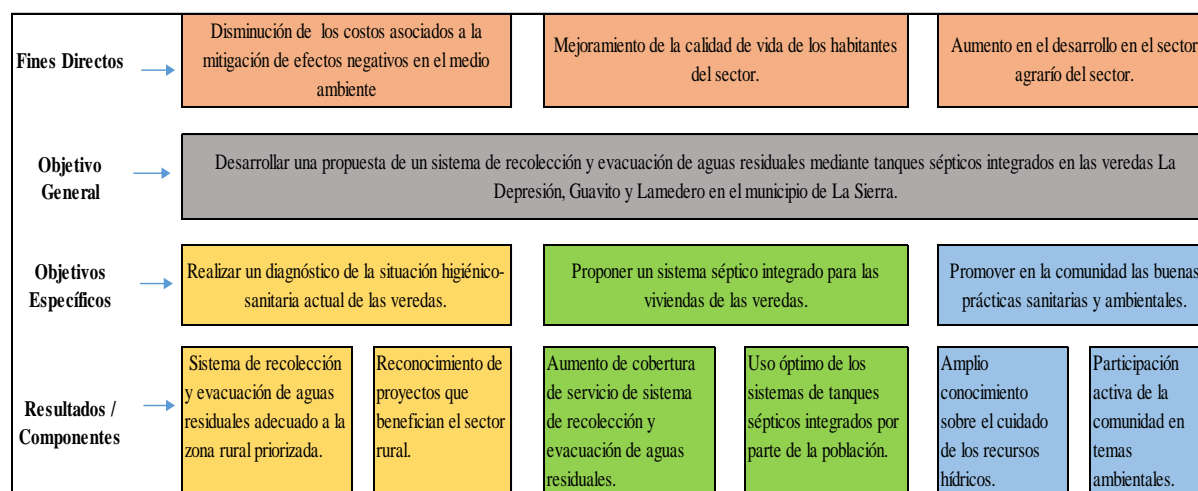 Fines Directos
Disminución de los costos asociados a la
mitigación de efectos negativos en el medio
ambiente
Mejoramiento de la calidad de vida de los habitantes
del sector.
Aumento en el desarrollo en el sector
agrarío del sector.
Objetivo
General
Desarrollar una propuesta de un sistema de recolección y evacuación de aguas residuales mediante tanques sépticos integrados en las veredas La
Depresión, Guavito y Lamedero en el municipio de La Sierra.
Objetivos
Específicos
Realizar un diagnóstico de la situación higiénico-
sanitaria actual de las veredas.
Proponer un sistema séptico integrado para las
viviendas de las veredas.
Promover en la comunidad las buenas
prácticas sanitarias y ambientales.
Resultados /
Componentes
Sistema de recolección
y evacuación de aguas
residuales adecuado a la
zona rural priorizada.
Reconocimiento de
proyectos que
benefician el sector
rural.
Aumento de cobertura
de servicio de sistema
de recolección y
evacuación de aguas
residuales.
Uso óptimo de los
sistemas de tanques
sépticos integrados por
parte de la población.
Amplio
conocimiento
sobre el cuidado
de los recursos
hídricos.
Participación
activa de la
comunidad en
temas
ambientales.